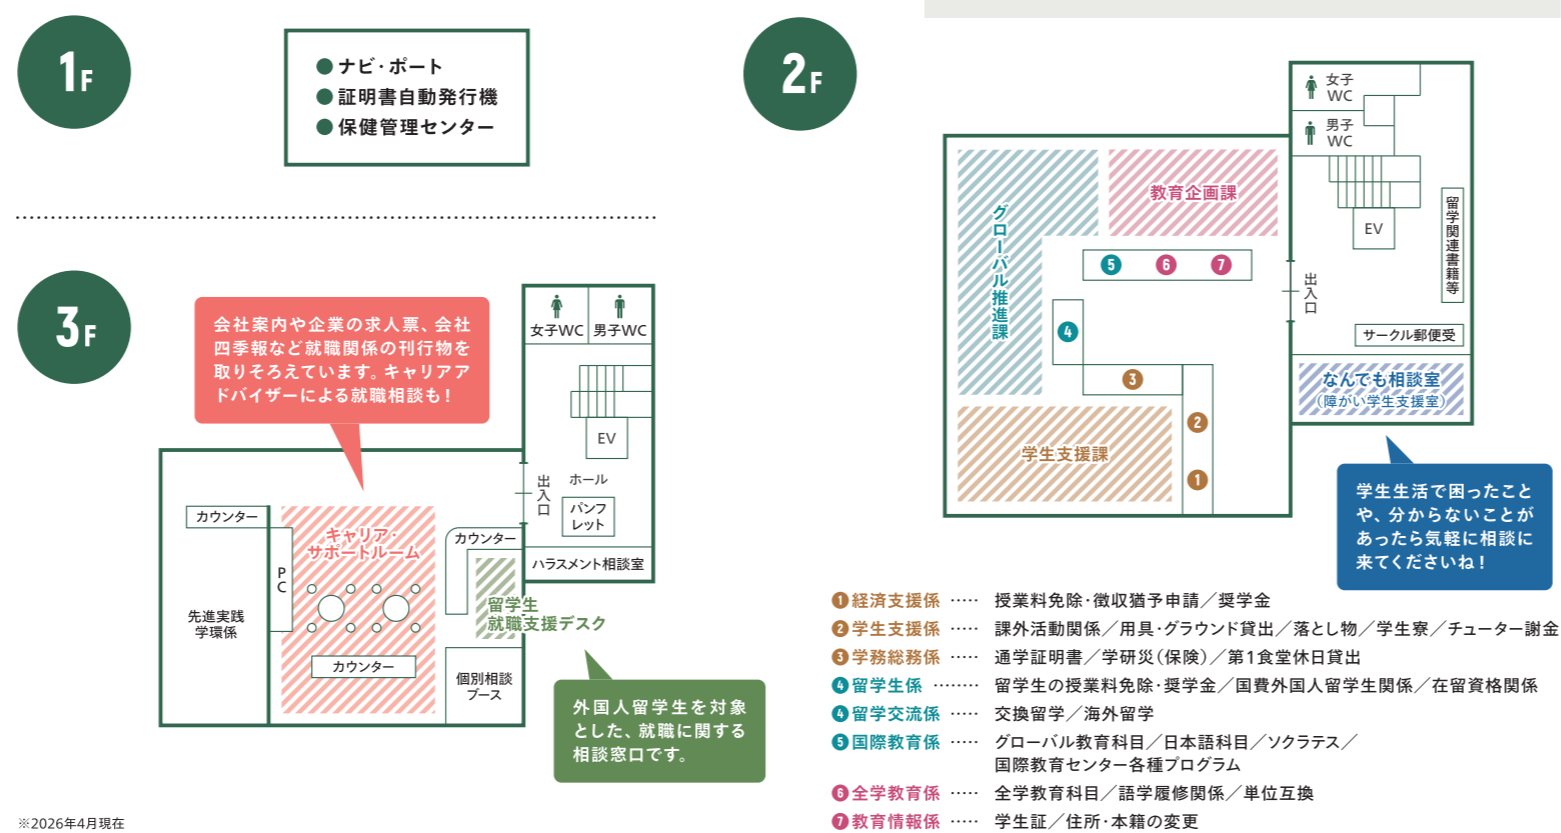 1F
ナビ・ポート
証明書自動発行機
保健管理センター
3F
会社案内や企業の求人票、会社
四季報など就職関係の刊行物を
取りそろえています。キャリアア
ドバイザーによる就職相談も！
女子WC
男子WC
EV
出入口
ホール
パンフ
レット
ハラスメント相談室
カウンター
PC
先進実践
学環係
キャリア・
サポートルーム
カウンター
カウンター
留学生
就職支援デスク
個別相談
ブース
外国人留学生を対象
とした、就職に関する
相談窓口です。
※2026年4月現在
2F
女子
WC
男子
WC
EV
留学関連書籍等
出入口
サークル郵便受
なんでも相談室
（障がい学生支援室）
教育企画課
グローバル推進課
学生支援課
5
6
7
4
3
2
1
学生生活で困ったこと
や、分からないことが
あったら気軽に相談に
来てくださいね！
1 経済支援係 ‥‥‥ 授業料免除・徴収猶予申請／奨学金
2 学生支援係 ‥‥‥ 課外活動関係／用具・グラウンド貸出／落とし物／学生寮／チューター謝金
3 学務総務係 ‥‥‥ 通学証明書／学研災（保険）／第1食堂休日貸出
4 留学生係 ‥‥‥‥ 留学生の授業料免除・奨学金／国費外国人留学生関係／在留資格関係
4 留学交流係 ‥‥‥ 交換留学／海外留学
5 国際教育係 ‥‥‥ グローバル教育科目／日本語科目／ソクラテス／
国際教育センター各種プログラム
6 全学教育係 ‥‥‥ 全学教育科目／語学履修関係／単位互換
7 教育情報係 ‥‥‥ 学生証／住所・本籍の変更